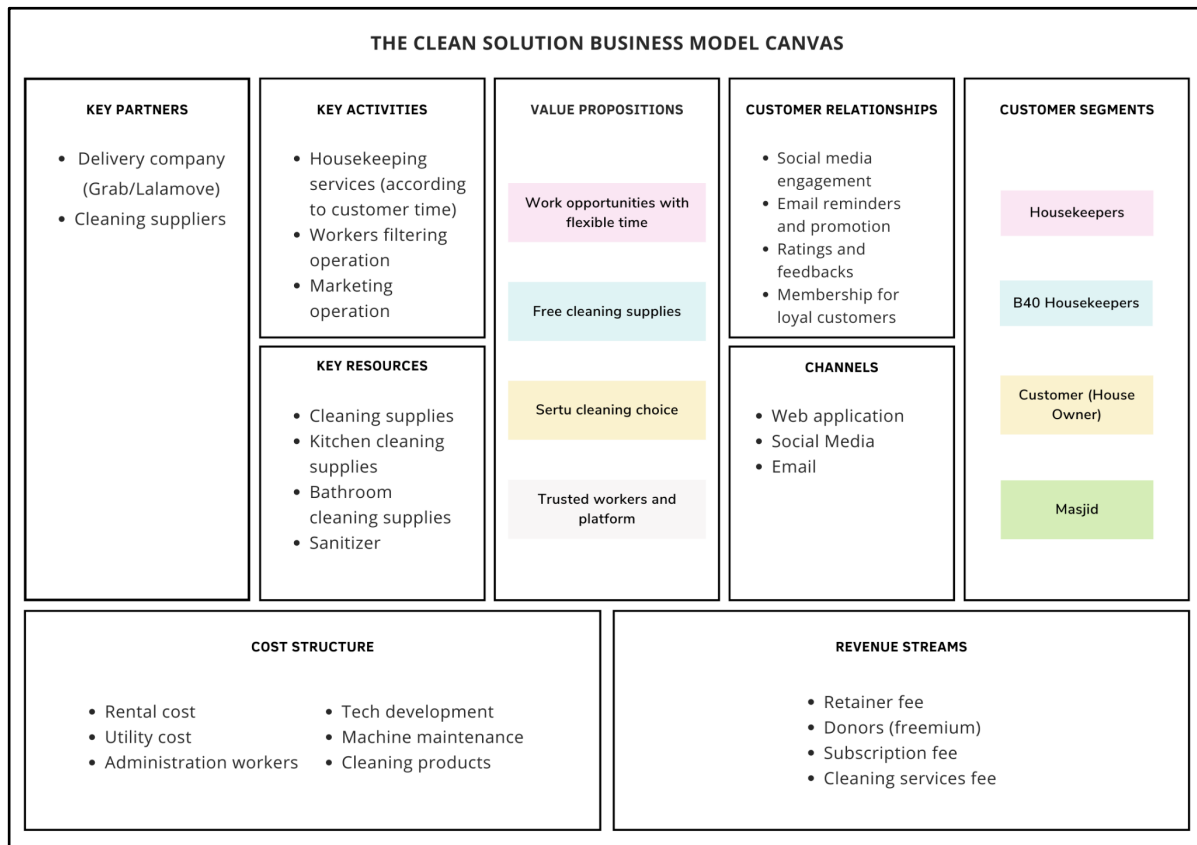 THE CLEAN SOLUTION BUSINESS MODEL CANVAS
KEY PARTNERS
• Delivery company
(Grab/Lalamove)
• Cleaning suppliers
KEY ACTIVITIES
• Housekeeping
services (according
to customer time)
• Workers filtering
operation
• Marketing
operation
KEY RESOURCES
• Cleaning supplies
• Kitchen cleaning
supplies
• Bathroom
cleaning supplies
• Sanitizer
VALUE PROPOSITIONS
Work opportunities with
flexible time
Free cleaning supplies
Sertu cleaning choice
Trusted workers and
platform
CUSTOMER RELATIONSHIPS
• Social media
engagement
• Email reminders
and promotion
• Ratings and
feedbacks
• Membership for
loyal customers
CHANNELS
• Web application
• Social Media
• Email
CUSTOMER SEGMENTS
Housekeepers
B40 Housekeepers
Customer (House
Owner)
Masjid
COST STRUCTURE
• Rental cost
• Utility cost
• Administration workers
• Tech development
• Machine maintenance
• Cleaning products
REVENUE STREAMS
• Retainer fee
• Donors (freemium)
• Subscription fee
• Cleaning services fee